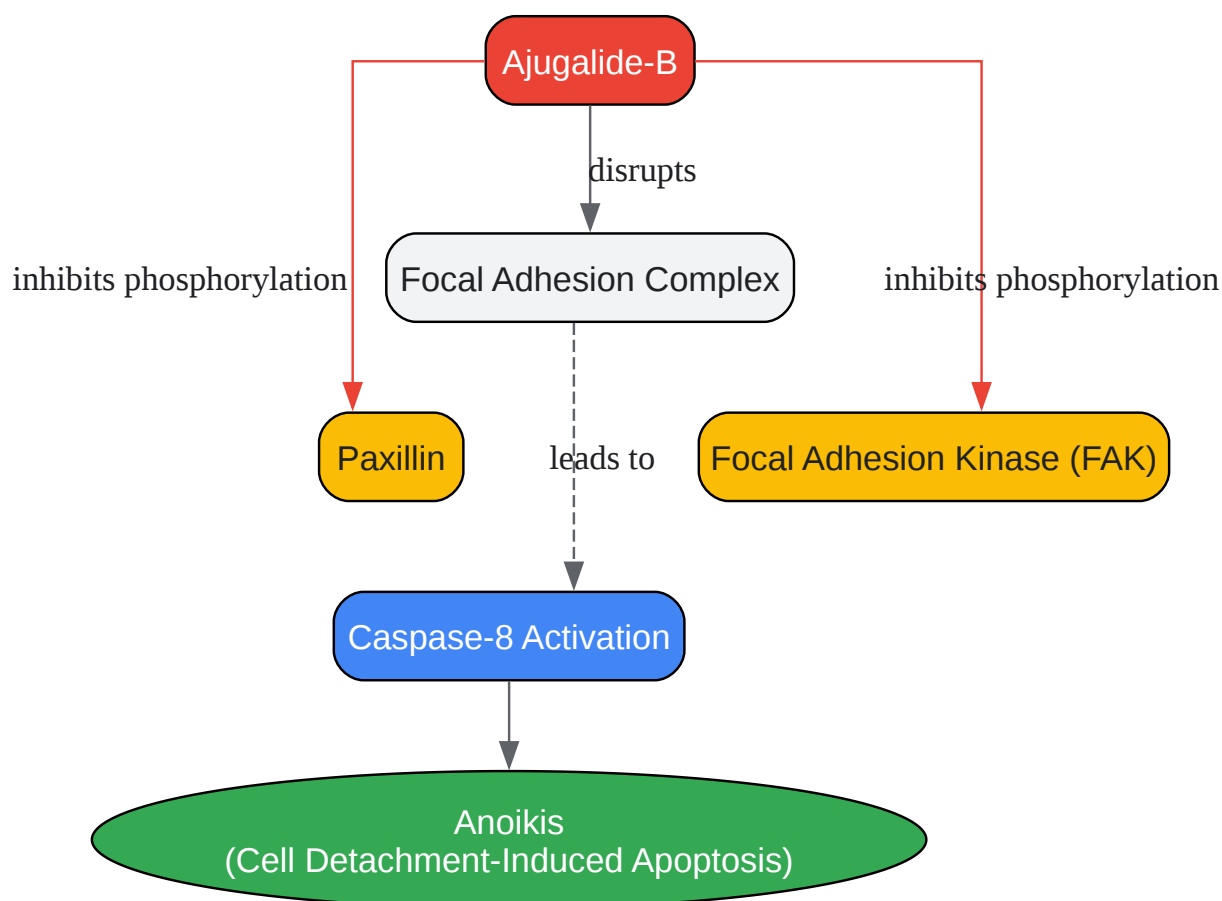 Ajugalide-B
disrupts
inhibits phosphorylation
Focal Adhesion Complex
inhibits phosphorylation
Paxillin
leads to
Focal Adhesion Kinase (FAK)
Caspase-8 Activation
Anoikis
(Cell Detachment-Induced Apoptosis)